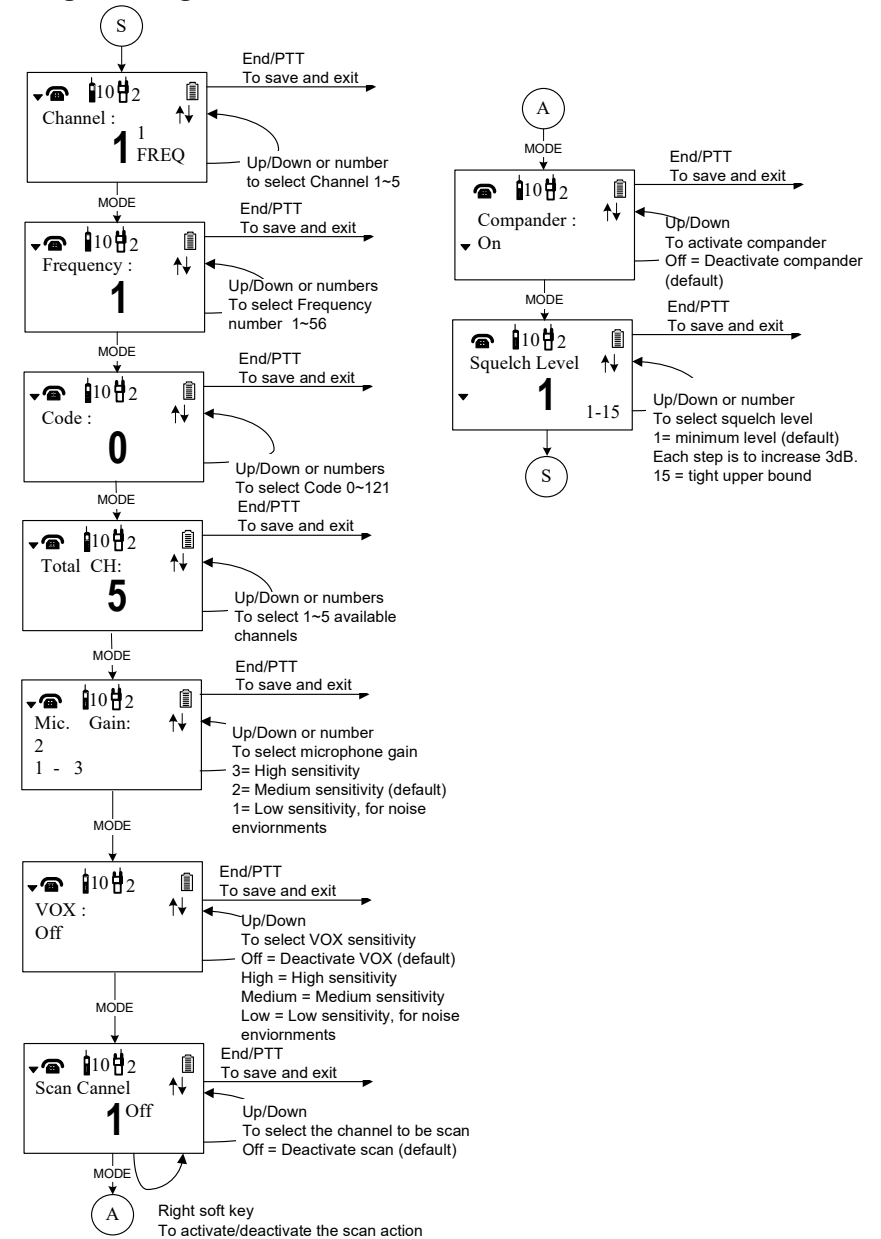 S
End/PTT
To save and exit
10 2
Channel :
1 1
FREQ
Up/Down or number
to select Channel 1~5
MODE
End/PTT
To save and exit
10 2
Frequency :
1
Up/Down or numbers
To select Frequency
number 1~56
MODE
End/PTT
To save and exit
10 2
Code :
0
Up/Down or numbers
To select Code 0~121
MODE
End/PTT
To save and exit
10 2
Total CH:
5
Up/Down or numbers
To select 1~5 available
channels
MODE
End/PTT
To save and exit
10 2
Mic. Gain:
2
1 - 3
Up/Down or number
To select microphone gain
3= High sensitivity
2= Medium sensitivity (default)
1= Low sensitivity, for noise
enviornments
MODE
End/PTT
To save and exit
10 2
VOX :
Off
Up/Down
To select VOX sensitivity
Off = Deactivate VOX (default)
High = High sensitivity
Medium = Medium sensitivity
Low = Low sensitivity, for noise
enviornments
MODE
End/PTT
To save and exit
10 2
Scan Cannel
1 Off
Up/Down
To select the channel to be scan
Off = Deactivate scan (default)
MODE
A
Right soft key
To activate/deactivate the scan action
A
MODE
End/PTT
To save and exit
10 2
Compander :
On
Up/Down
To activate compander
Off = Deactivate compander
(default)
MODE
End/PTT
To save and exit
10 2
Squelch Level
1
1-15
Up/Down or number
To select squelch level
1= minimum level (default)
Each step is to increase 3dB.
15 = tight upper bound
S